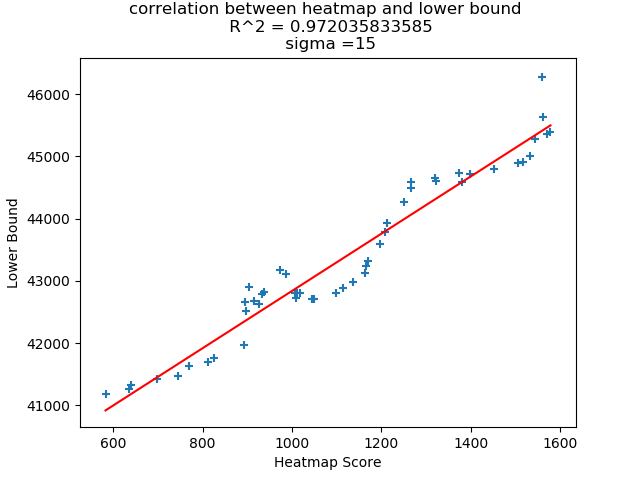 correlation between heatmap and lower bound
R^2 = 0.972035833585
sigma =15
46000
45000
44000
43000
42000
41000
Lower Bound
600 800 1000 1200 1400 1600
Heatmap Score